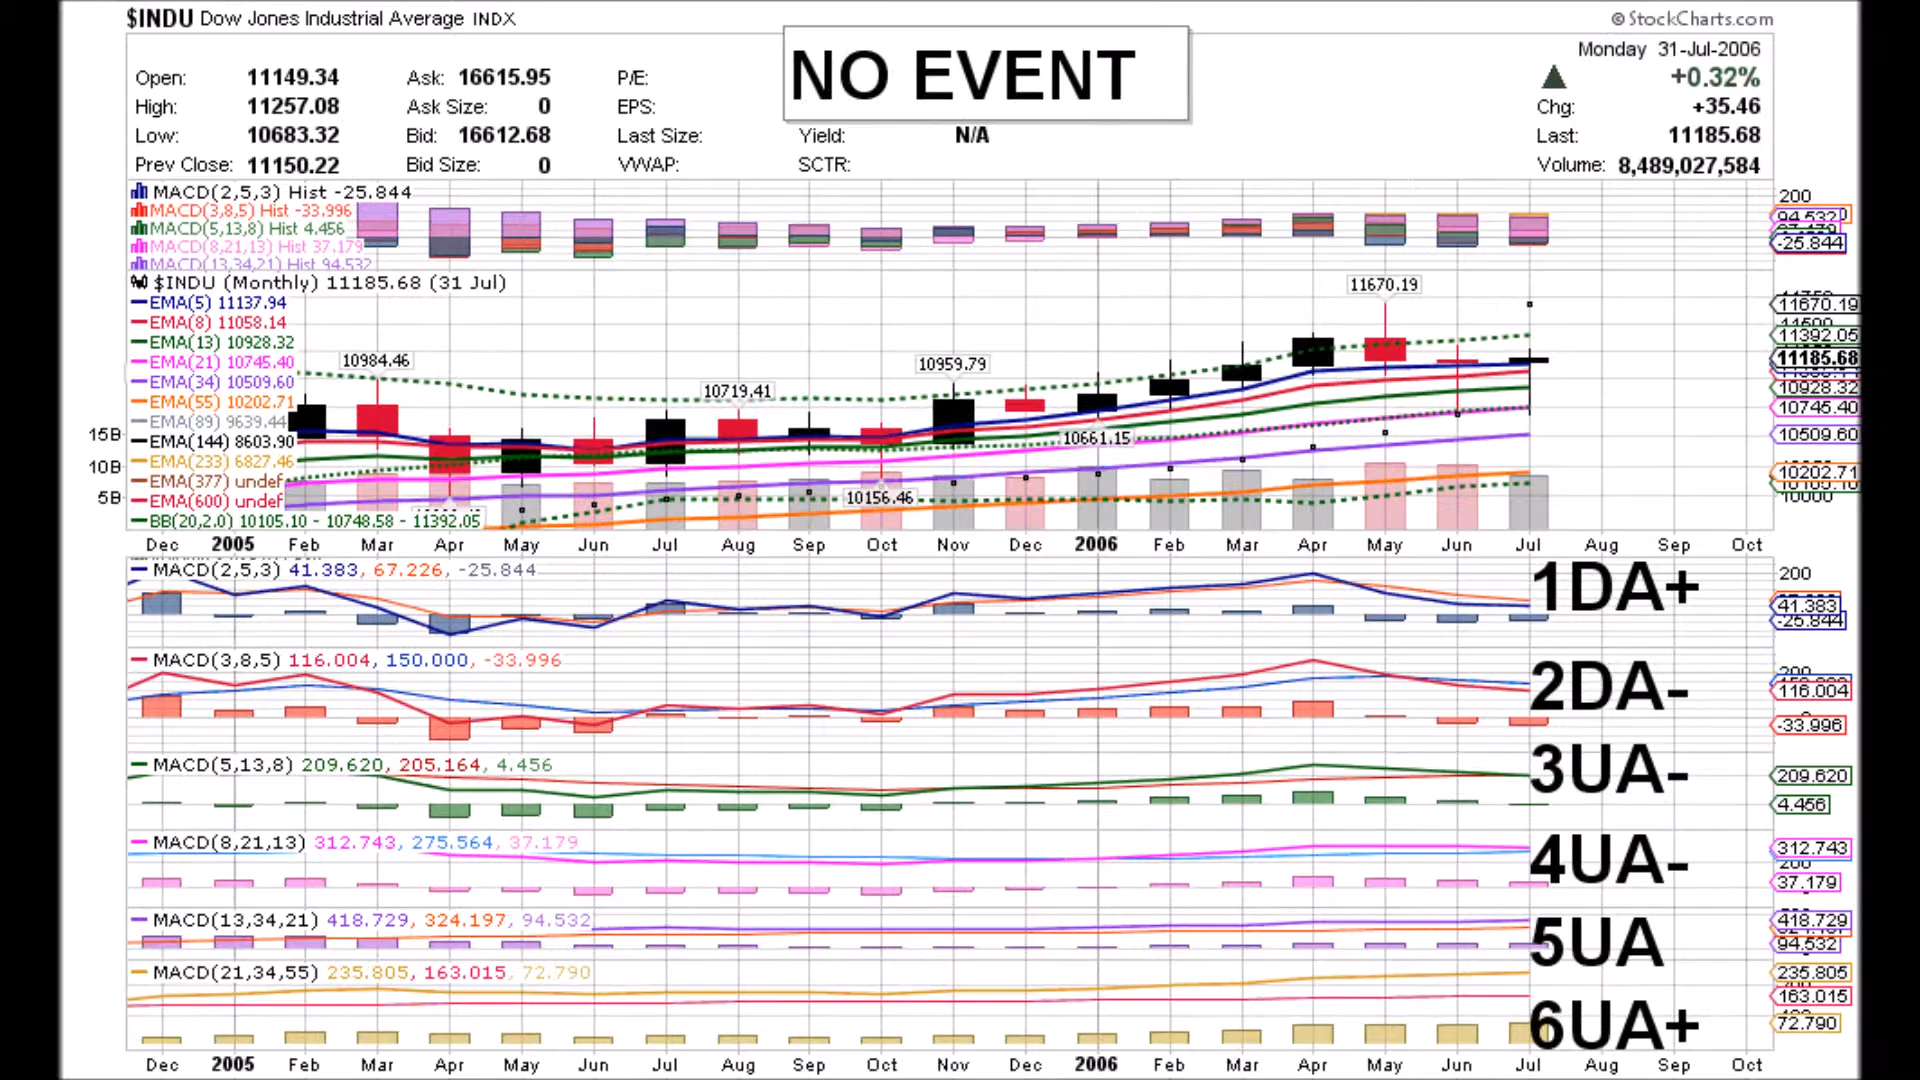 $INDU Dow Jones Industrial Average INDX
© StockCharts.com
NO EVENT
Monday 31-Jul-2006
Open: 11149.34 Ask: 16615.95 P/E: +0.32%
High: 11257.08 Ask Size: 0 EPS: Chg: +35.46
Low: 10683.32 Bid: 16612.68 Last Size: Yield: N/A Last: 11185.68
Prev Close: 11150.22 Bid Size: 0 VWAP: SCTR: Volume: 8,489,027,584
MACD(2,5,3) Hist -25.844
MACD(3,8,5) Hist -33.996
MACD(5,13,8) Hist 4.456
MACD(8,21,13) Hist 37.179
MACD(13,34,21) Hist 94.532
200
94.532
-25.844
$INDU (Monthly) 11185.68 (31 Jul)
EMA(5) 11137.94
EMA(8) 11058.14
EMA(13) 10928.32
EMA(21) 10745.40
EMA(34) 10509.60
EMA(55) 10202.71
EMA(89) 9639.44
EMA(144) 8603.90
EMA(233) 6827.46
EMA(377) undef
EMA(600) undef
BB(20,2.0) 10105.10 - 10748.58 - 11392.05
15B
10B
5B
10984.46
10719.41
10959.79
10156.46
10661.15
11670.19
11670.19
11392.05
11185.68
10928.32
10745.40
10509.60
10202.71
10000
Dec 2005 Feb Mar Apr May Jun Jul Aug Sep Oct Nov Dec 2006 Feb Mar Apr May Jun Jul Aug Sep Oct
MACD(2,5,3) 41.383, 67.226, -25.844
1DA+
200
41.383
-25.844
MACD(3,8,5) 116.004, 150.000, -33.996
2DA-
116.004
-33.996
MACD(5,13,8) 209.620, 205.164, 4.456
3UA-
209.620
4.456
MACD(8,21,13) 312.743, 275.564, 37.179
4UA-
312.743
200
37.179
MACD(13,34,21) 418.729, 324.197, 94.532
5UA
418.729
94.532
MACD(21,34,55) 235.805, 163.015, 72.790
6UA+
235.805
163.015
72.790
Dec 2005 Feb Mar Apr May Jun Jul Aug Sep Oct Nov Dec 2006 Feb Mar Apr May Jun Jul Aug Sep Oct